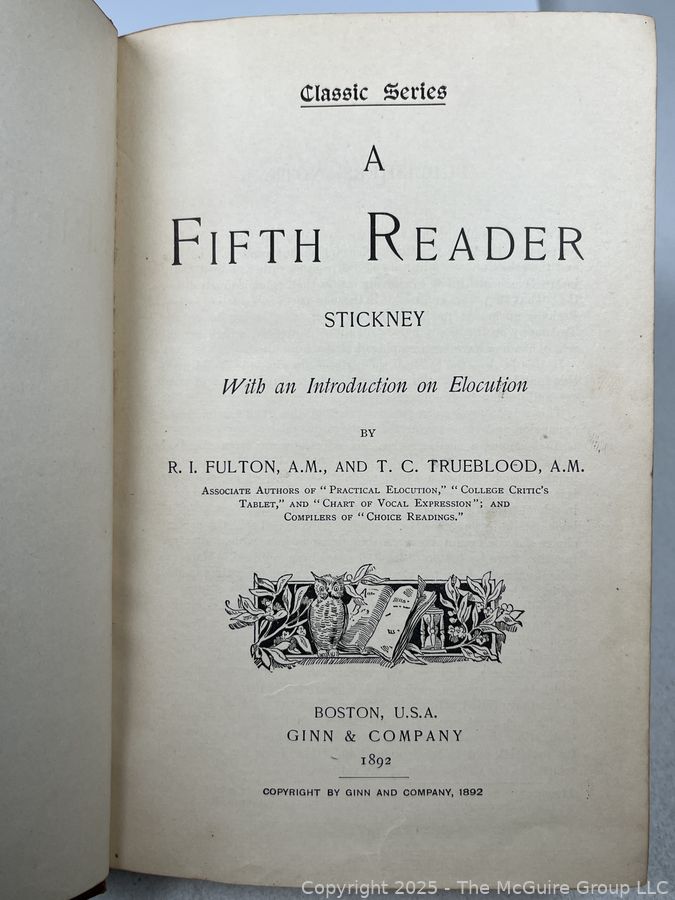 Classic Series
A
FIFTH READER
STICKNEY
With an Introduction on Elocution
BY
R. I. FULTON, A.M., AND T. C. TRUEBLOOD, A.M.
ASSOCIATE AUTHORS OF "PRACTICAL ELOCUTION," "COLLEGE CRITIC'S
TABLET," AND "CHART OF VOCAL EXPRESSION"; AND
COMPILERS OF "CHOICE READINGS."
BOSTON, U.S.A.
GINN & COMPANY
1892
COPYRIGHT BY GINN AND COMPANY, 1892
Copyright 2025 - The McGuire Group LLC